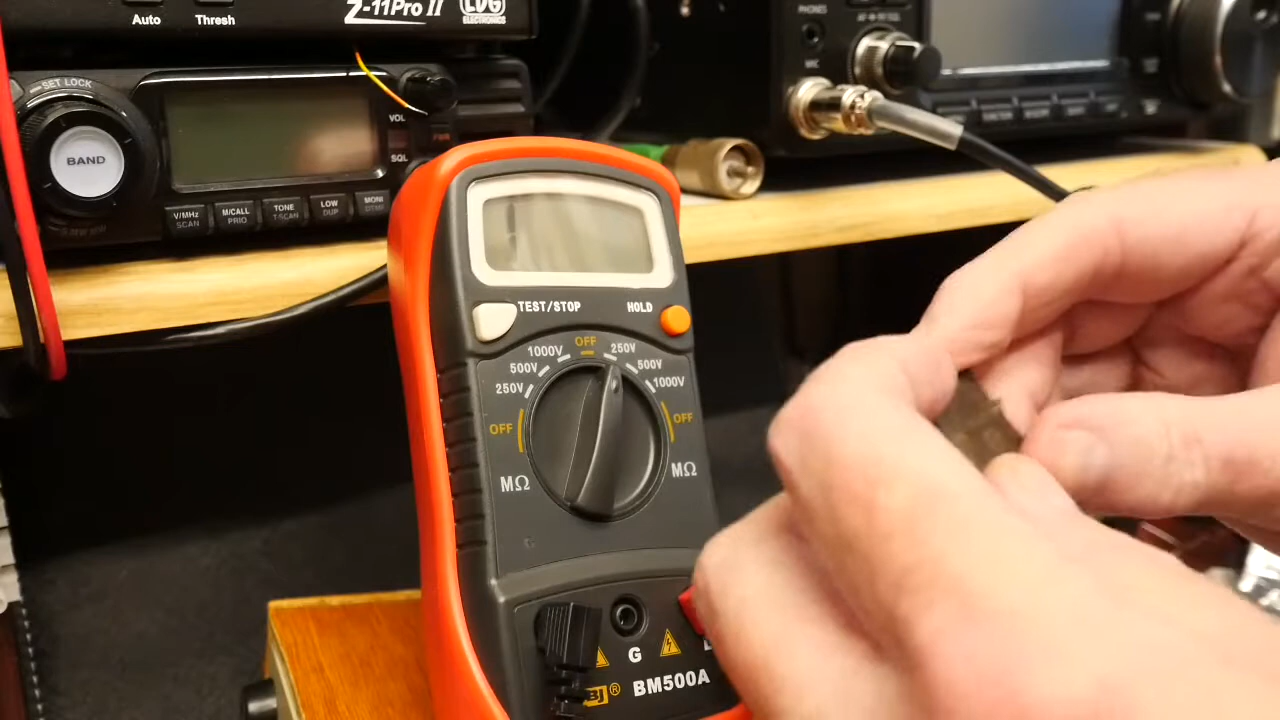 Auto Thresh
Z-11Pro II
LDG
ELECTRONICS
SET LOCK
BAND
VOL
SQL
V/MHz
SCAN
M/CALL
PRIO
TONE
T-SCAN
LOW
DUP
MONI
PHONES
MIC
TEST/STOP
HOLD
OFF
1000V
500V
250V
OFF
MΩ
250V
500V
1000V
OFF
MΩ
G
BM500A